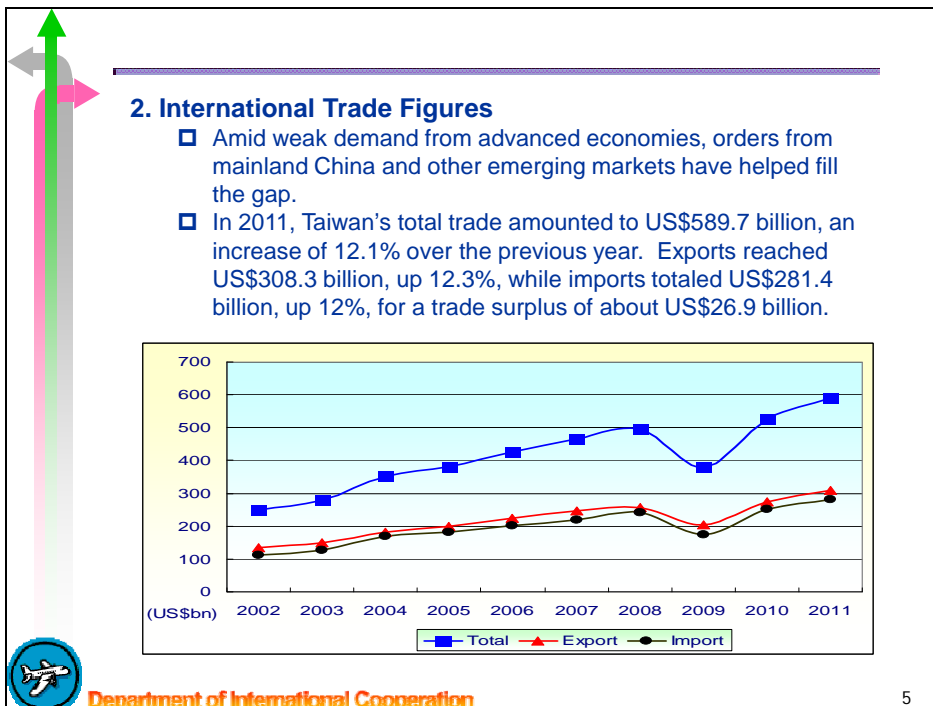 2. International Trade Figures
Amid weak demand from advanced economies, orders from
mainland China and other emerging markets have helped fill
the gap.
In 2011, Taiwan's total trade amounted to US$589.7 billion, an
increase of 12.1% over the previous year.  Exports reached
US$308.3 billion, up 12.3%, while imports totaled US$281.4
billion, up 12%, for a trade surplus of about US$26.9 billion.
700
600
500
400
300
200
100
0
(US$bn) 2002 2003 2004 2005 2006 2007 2008 2009 2010 2011
Total Export Import
Department of International Cooperation
5